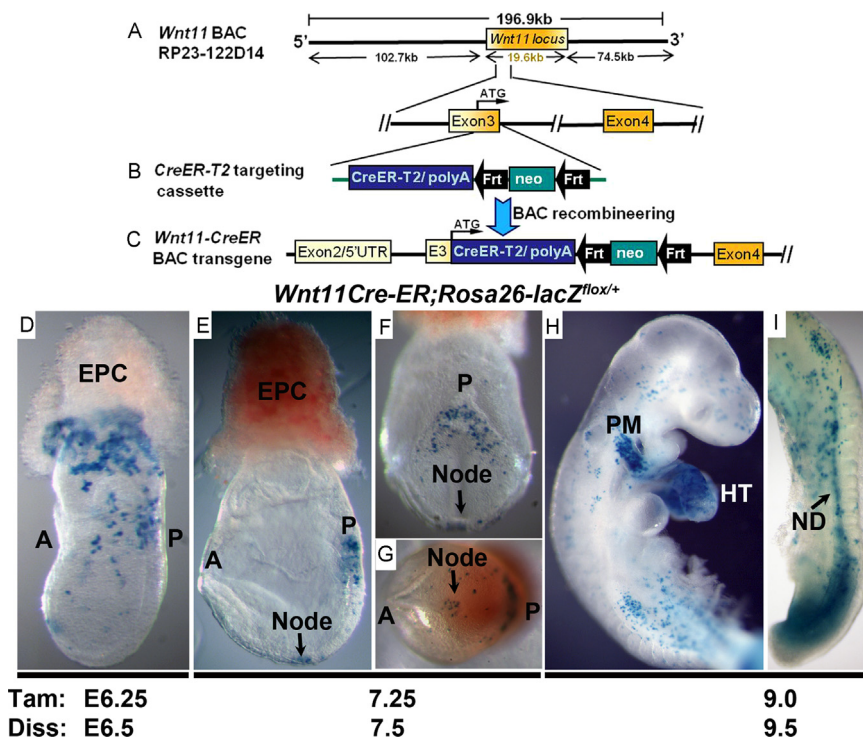 A
Wnt11 BAC
RP23-122D14
196.9kb
5’
Wnt11 locus
3’
102.7kb
19.6kb
74.5kb
ATG
//
Exon3
//
Exon4
//
B
CreER-T2 targeting
cassette
CreER-T2/ polyA
Frt
neo
Frt
BAC recombineering
C
Wnt11-CreER
BAC transgene
ATG
Exon2/5'UTR
E3
CreER-T2/ polyA
Frt
neo
Frt
Exon4
//
Wnt11Cre-ER;Rosa26-lacZflox/+
D
EPC
A
P
E
EPC
A
P
Node
F
P
Node
G
Node
A
P
H
PM
HT
I
ND
Tam: E6.25 7.25 9.0
Diss: E6.5 7.5 9.5